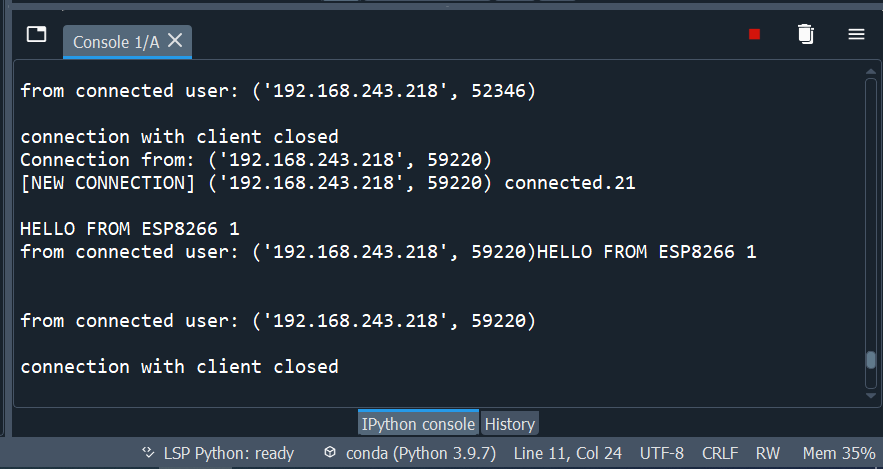 Console 1/A
from connected user: ('192.168.243.218', 52346)
connection with client closed
Connection from: ('192.168.243.218', 59220)
[NEW CONNECTION] ('192.168.243.218', 59220) connected.21
HELLO FROM ESP8266 1
from connected user: ('192.168.243.218', 59220)HELLO FROM ESP8266 1
from connected user: ('192.168.243.218', 59220)
connection with client closed
IPython console History
LSP Python: ready conda (Python 3.9.7) Line 11, Col 24 UTF-8 CRLF RW Mem 35%